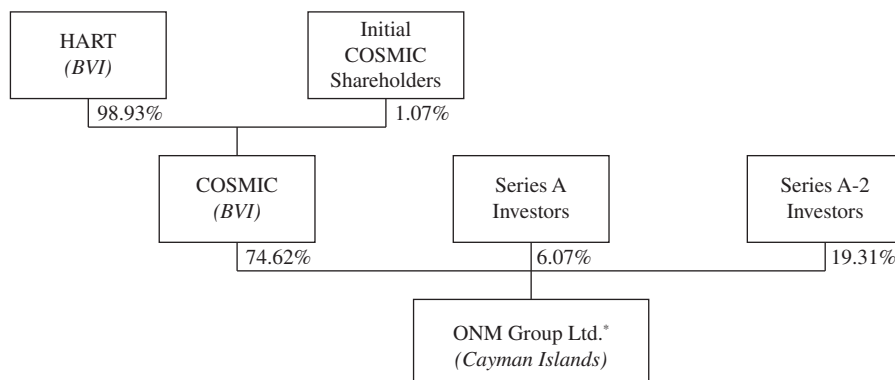 HART
(BVI)
Initial
COSMIC
Shareholders
98.93%
1.07%
COSMIC
(BVI)
Series A
Investors
Series A-2
Investors
74.62%
6.07%
19.31%
ONM Group Ltd.*
(Cayman Islands)